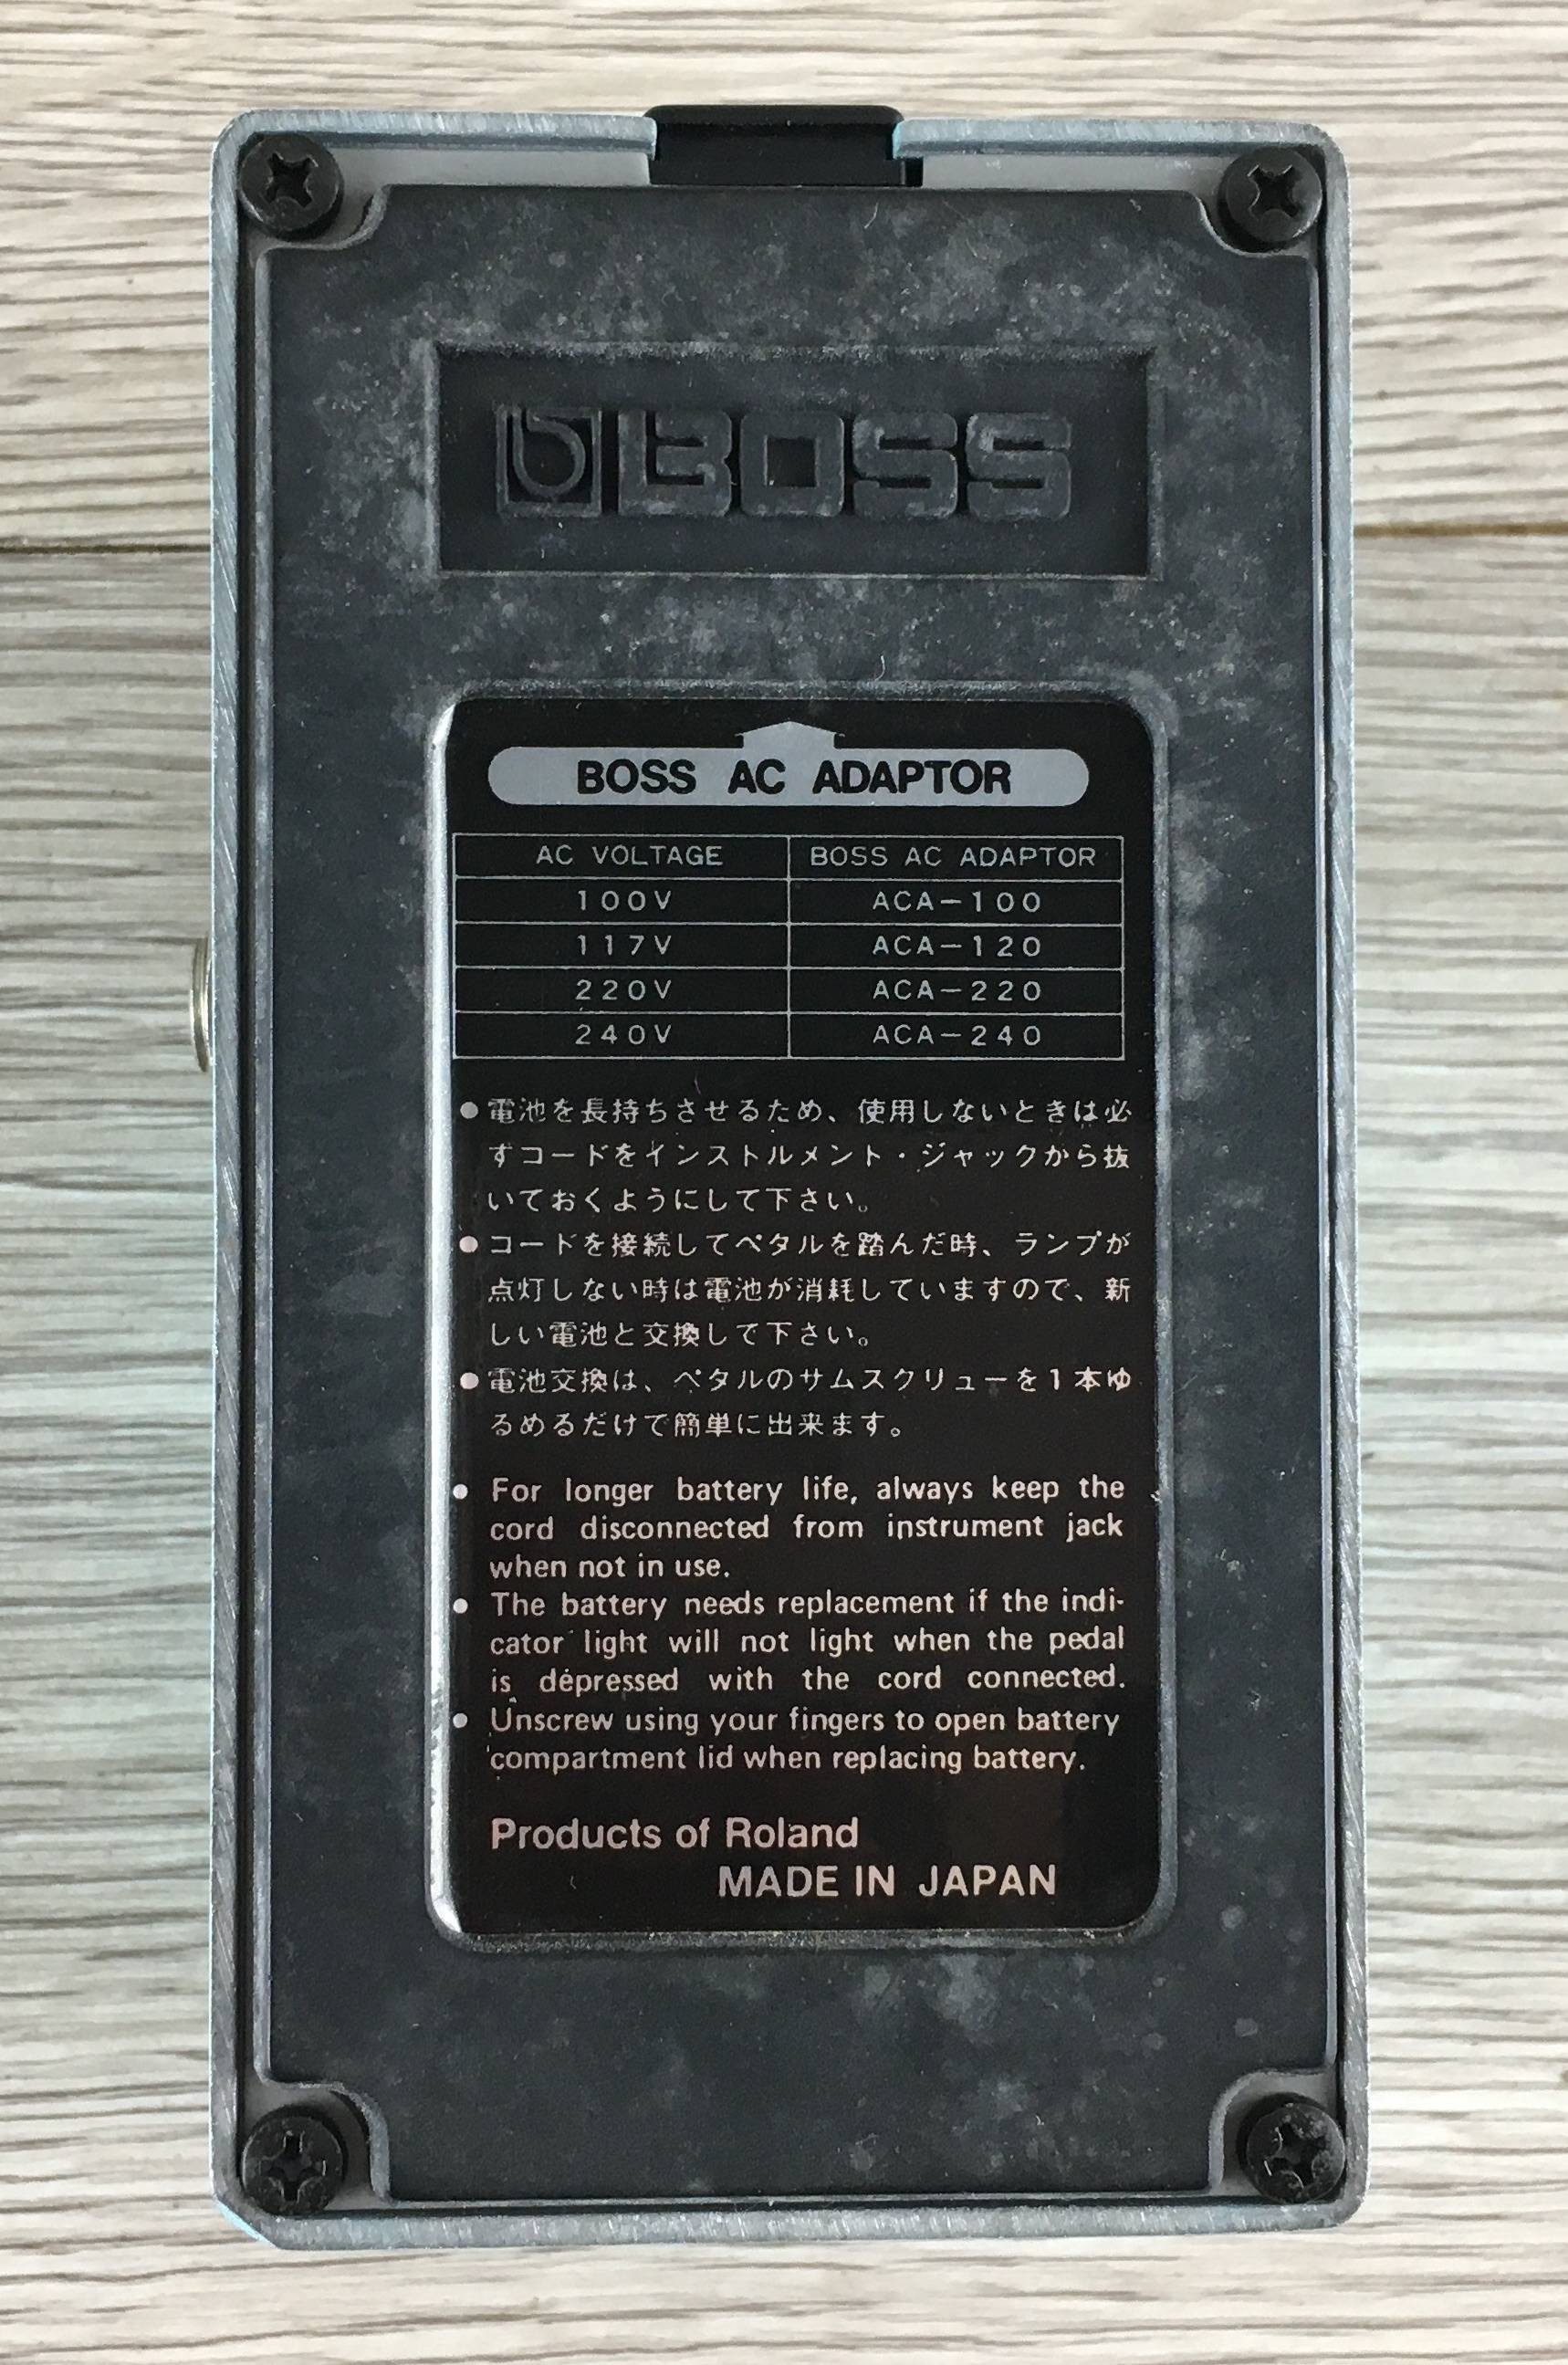 BOSS
BOSS AC ADAPTOR
AC VOLTAGE BOSS AC ADAPTOR
100V ACA-100
117V ACA-120
220V ACA-220
240V ACA-240
●電池を長持ちさせるため、使用しないときは必
ずコードをインストルメント・ジャックから抜
いておくようにして下さい。
●コードを接続してペタルを踏んだ時、ランプが
点灯しない時は電池が消耗していますので、新
しい電池と交換して下さい。
●電池交換は、ペタルのサムスクリューを1本ゆ
るめるだけで簡単に出来ます。
● For longer battery life, always keep the
cord disconnected from instrument jack
when not in use.
● The battery needs replacement if the indi-
cator light will not light when the pedal
is depressed with the cord connected.
● Unscrew using your fingers to open battery
compartment lid when replacing battery.
Products of Roland
MADE IN JAPAN